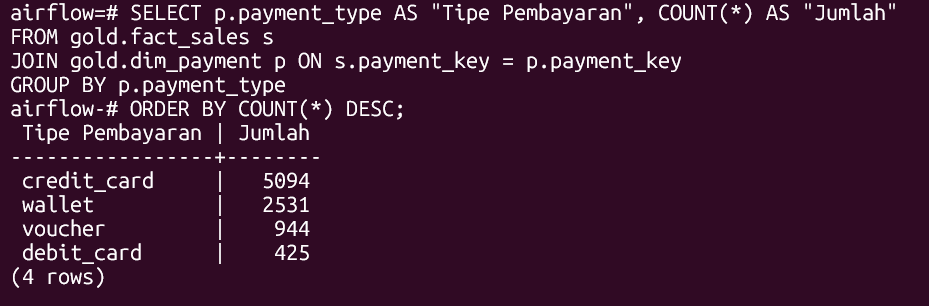 airflow=# SELECT p.payment_type AS "Tipe Pembayaran", COUNT(*) AS "Jumlah"
FROM gold.fact_sales s
JOIN gold.dim_payment p ON s.payment_key = p.payment_key
GROUP BY p.payment_type
airflow-# ORDER BY COUNT(*) DESC;
 Tipe Pembayaran | Jumlah
-----------------+--------
 credit_card     |   5094
 wallet          |   2531
 voucher         |    944
 debit_card      |    425
(4 rows)